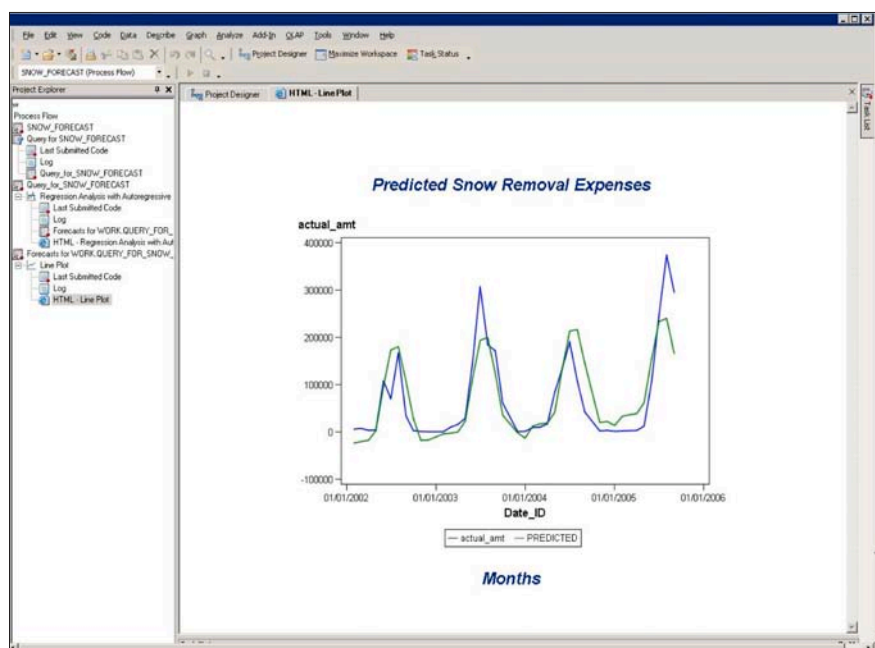 File Edit View Code Data Describe Graph Analyze Add-In OLAP Tools Window Help
Project Designer Maximize Workspace Task Status
SNOW_FORECAST (Process Flow)
Project Explorer
Project Designer HTML - Line Plot
Task List
Process Flow
SNOW_FORECAST
Query for SNOW_FORECAST
Last Submitted Code
Log
Query_for_SNOW_FORECAST
Query_for_SNOW_FORECAST
Regression Analysis with Autoregressive
Last Submitted Code
Log
Forecasts for WORK.QUERY_FOR_
HTML - Regression Analysis with Aut
Forecasts for WORK.QUERY_FOR_SNOW_
Line Plot
Last Submitted Code
Log
HTML - Line Plot
Predicted Snow Removal Expenses
actual_amt
400000
300000
200000
100000
0
-100000
01/01/2002 01/01/2003 01/01/2004 01/01/2005 01/01/2006
Date_ID
actual_amt PREDICTED
Months